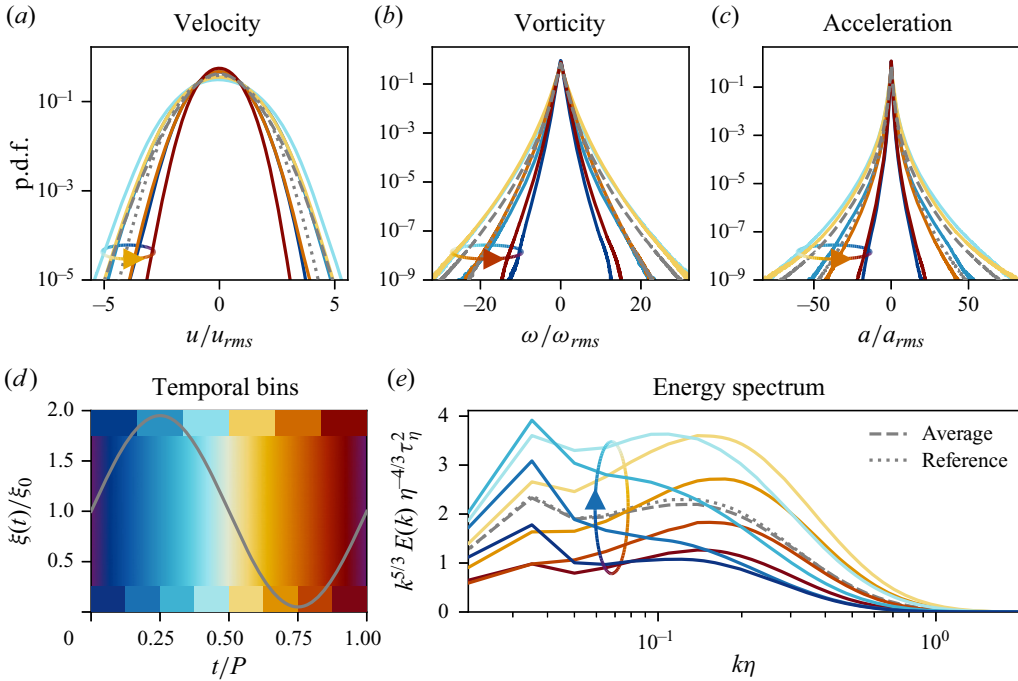 (a) Velocity (b) Vorticity (c) Acceleration
p.d.f.
10⁻¹
10⁻³
10⁻⁵
−5 0 5
u/u_rms
10⁻¹
10⁻³
10⁻⁵
10⁻⁷
10⁻⁹
−20 0 20
ω/ω_rms
10⁻¹
10⁻³
10⁻⁵
10⁻⁷
10⁻⁹
−50 0 50
a/a_rms
(d) Temporal bins
ξ(t)/ξ₀
2.0
1.5
1.0
0.5
0 0.25 0.50 0.75 1.00
t/P
(e) Energy spectrum
k^{5/3} E(k) η^{−4/3} τ_η^2
4
3
2
1
0
Average
Reference
10⁻¹ 10⁰
kη